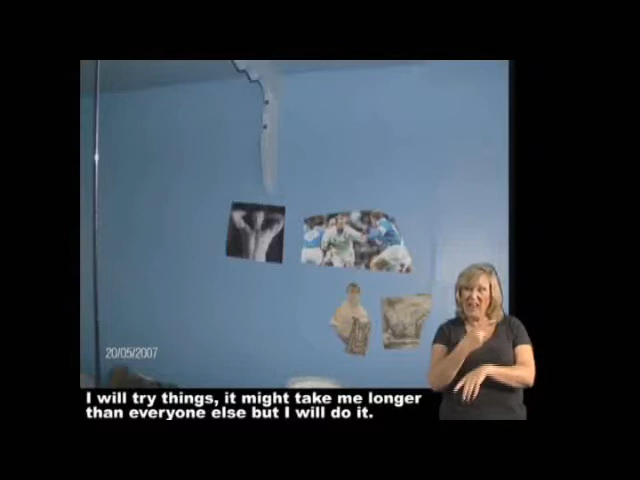 20/05/2007
I will try things, it might take me longer
than everyone else but I will do it.